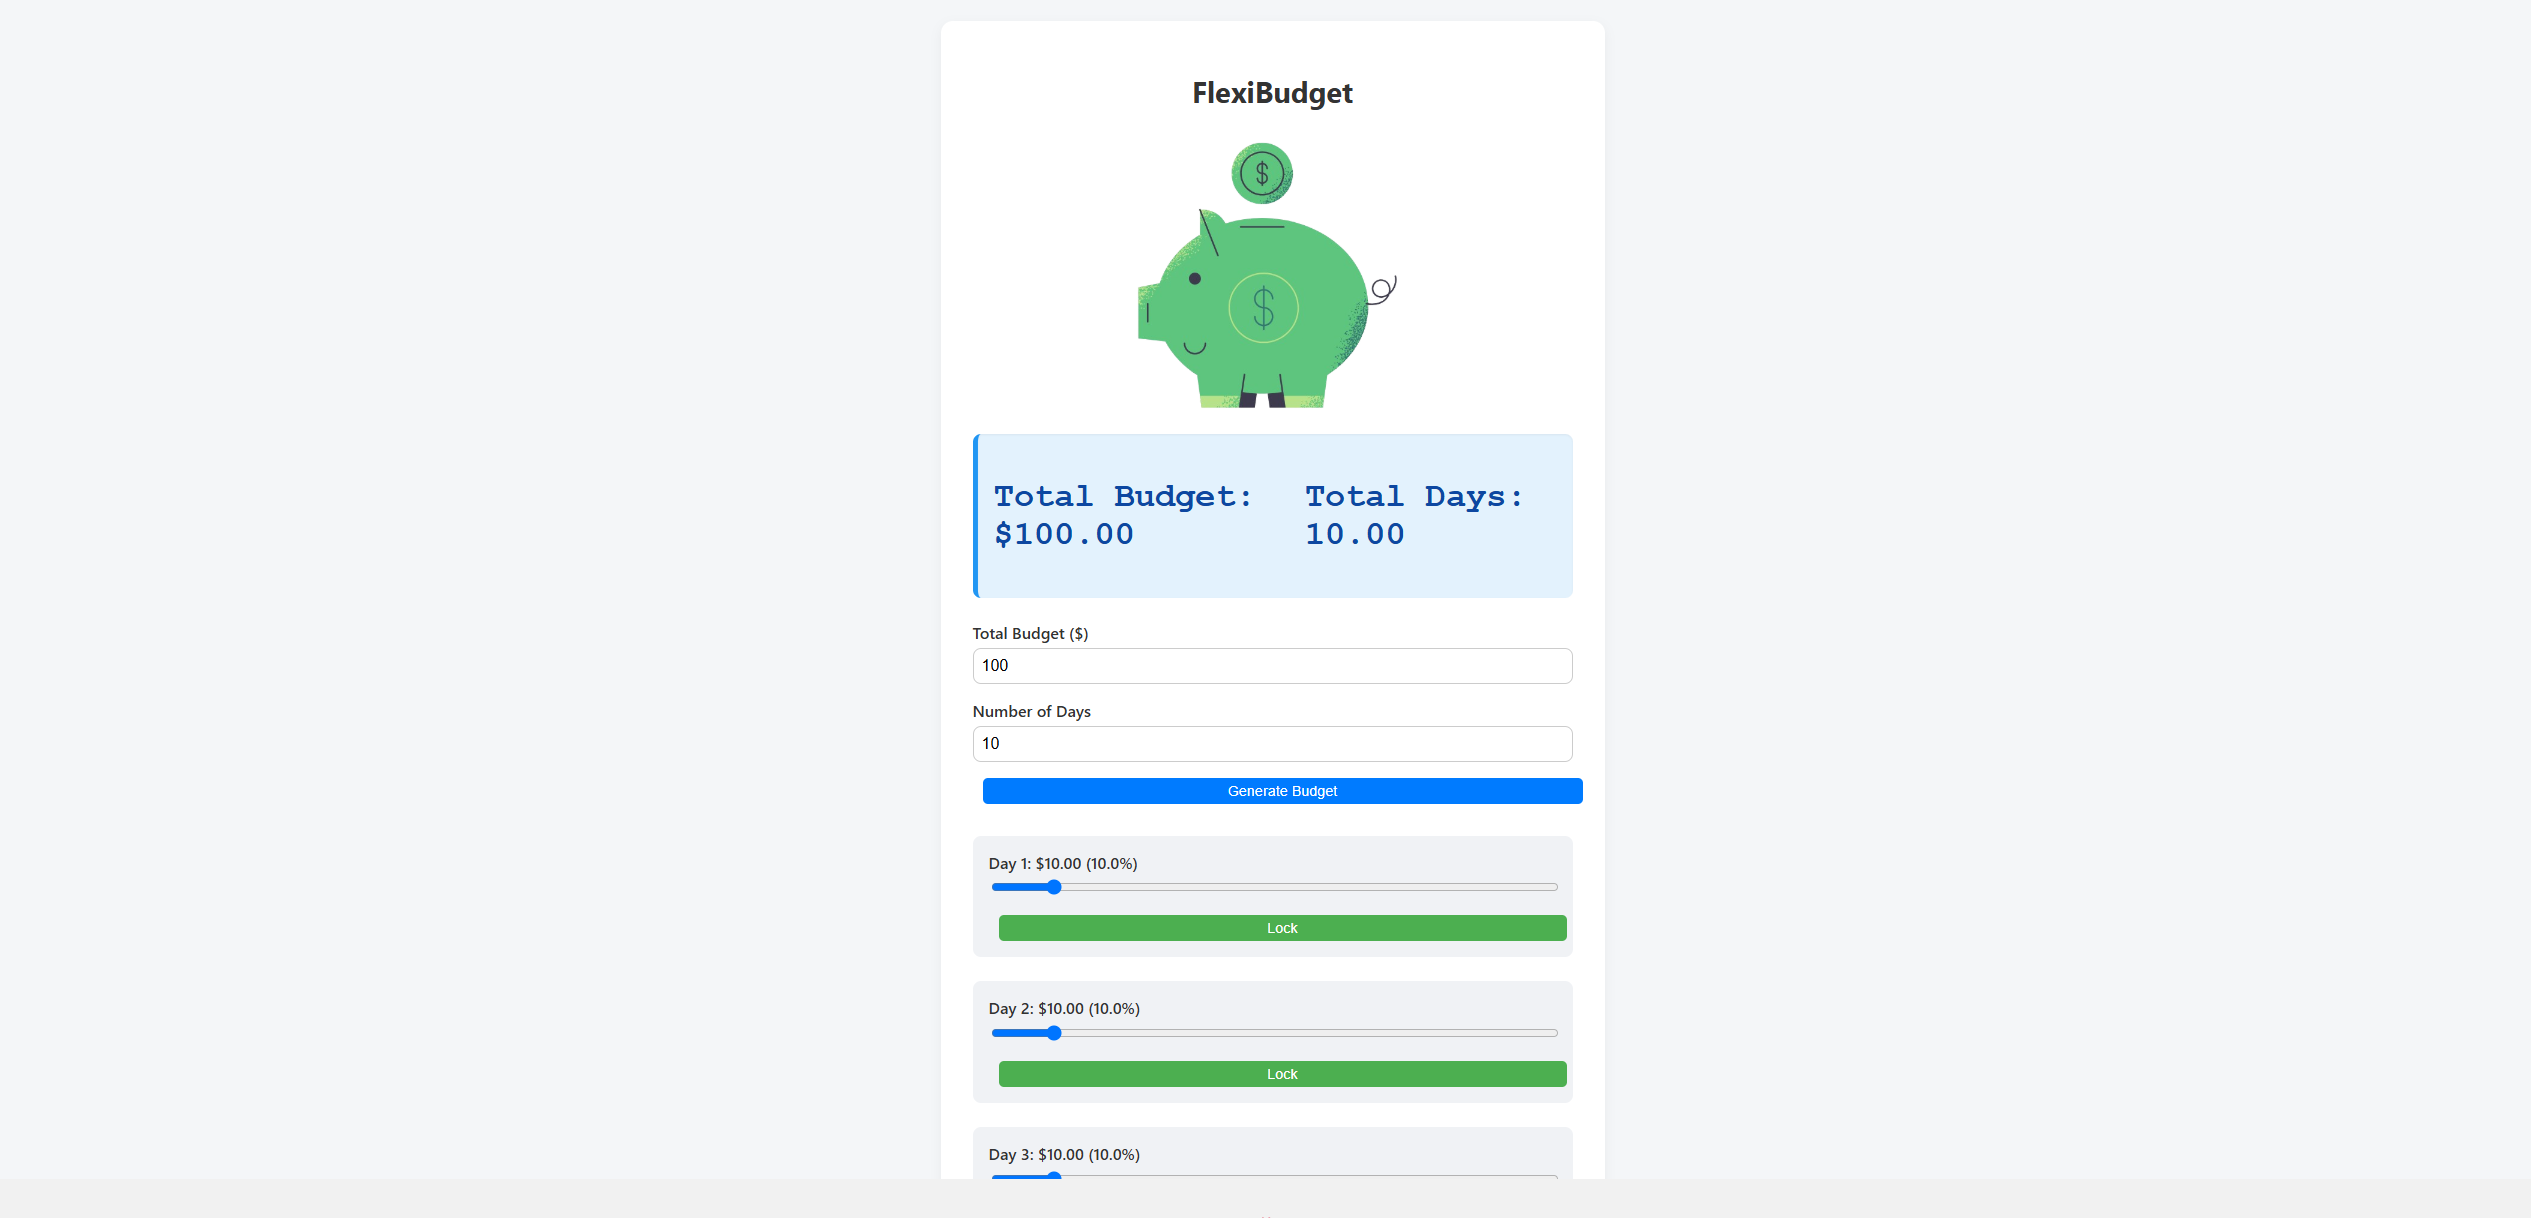 FlexiBudget
$
$
Total Budget: Total Days:
$100.00 10.00
Total Budget ($)
100
Number of Days
10
Generate Budget
Day 1: $10.00 (10.0%)
Lock
Day 2: $10.00 (10.0%)
Lock
Day 3: $10.00 (10.0%)